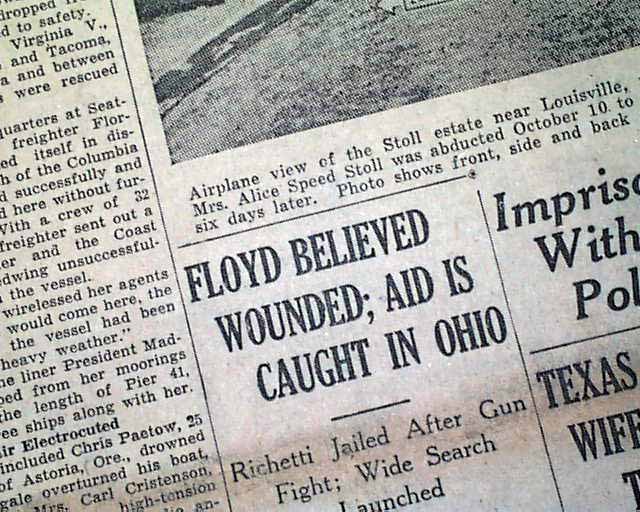 dropped
d to safety.
Virginia V.,
and Tacoma,
a and between
s were rescued
quarters at Seat-
freighter Flor-
ed itself in dis-
h of the Columbia
d successfully and
d here without fur-
With a crew of 32
freighter sent out a
er and the Coast
edwing unsuccessful-
the vessel.
wirelessed her agents
would come here, the
the vessel had been
heavy weather."
he liner President Mad-
ped from her moorings
the length of Pier 41,
ee ships along with her.
ir Electrocuted
included Chris Paetow, 25
of Astoria, Ore., drowned
gale overturned his boat,
Mrs. Carl Cristenson,
high-tension
an-
Airplane view of the Stoll estate near Louisville,
Mrs. Alice Speed Stoll was abducted October 10. to
six days later. Photo shows front, side and back
FLOYD BELIEVED
WOUNDED; AID IS
CAUGHT IN OHIO
Richetti Jailed After Gun
Fight; Wide Search
Launched
Impriso
With
Pol
TEXAS
WIF
T